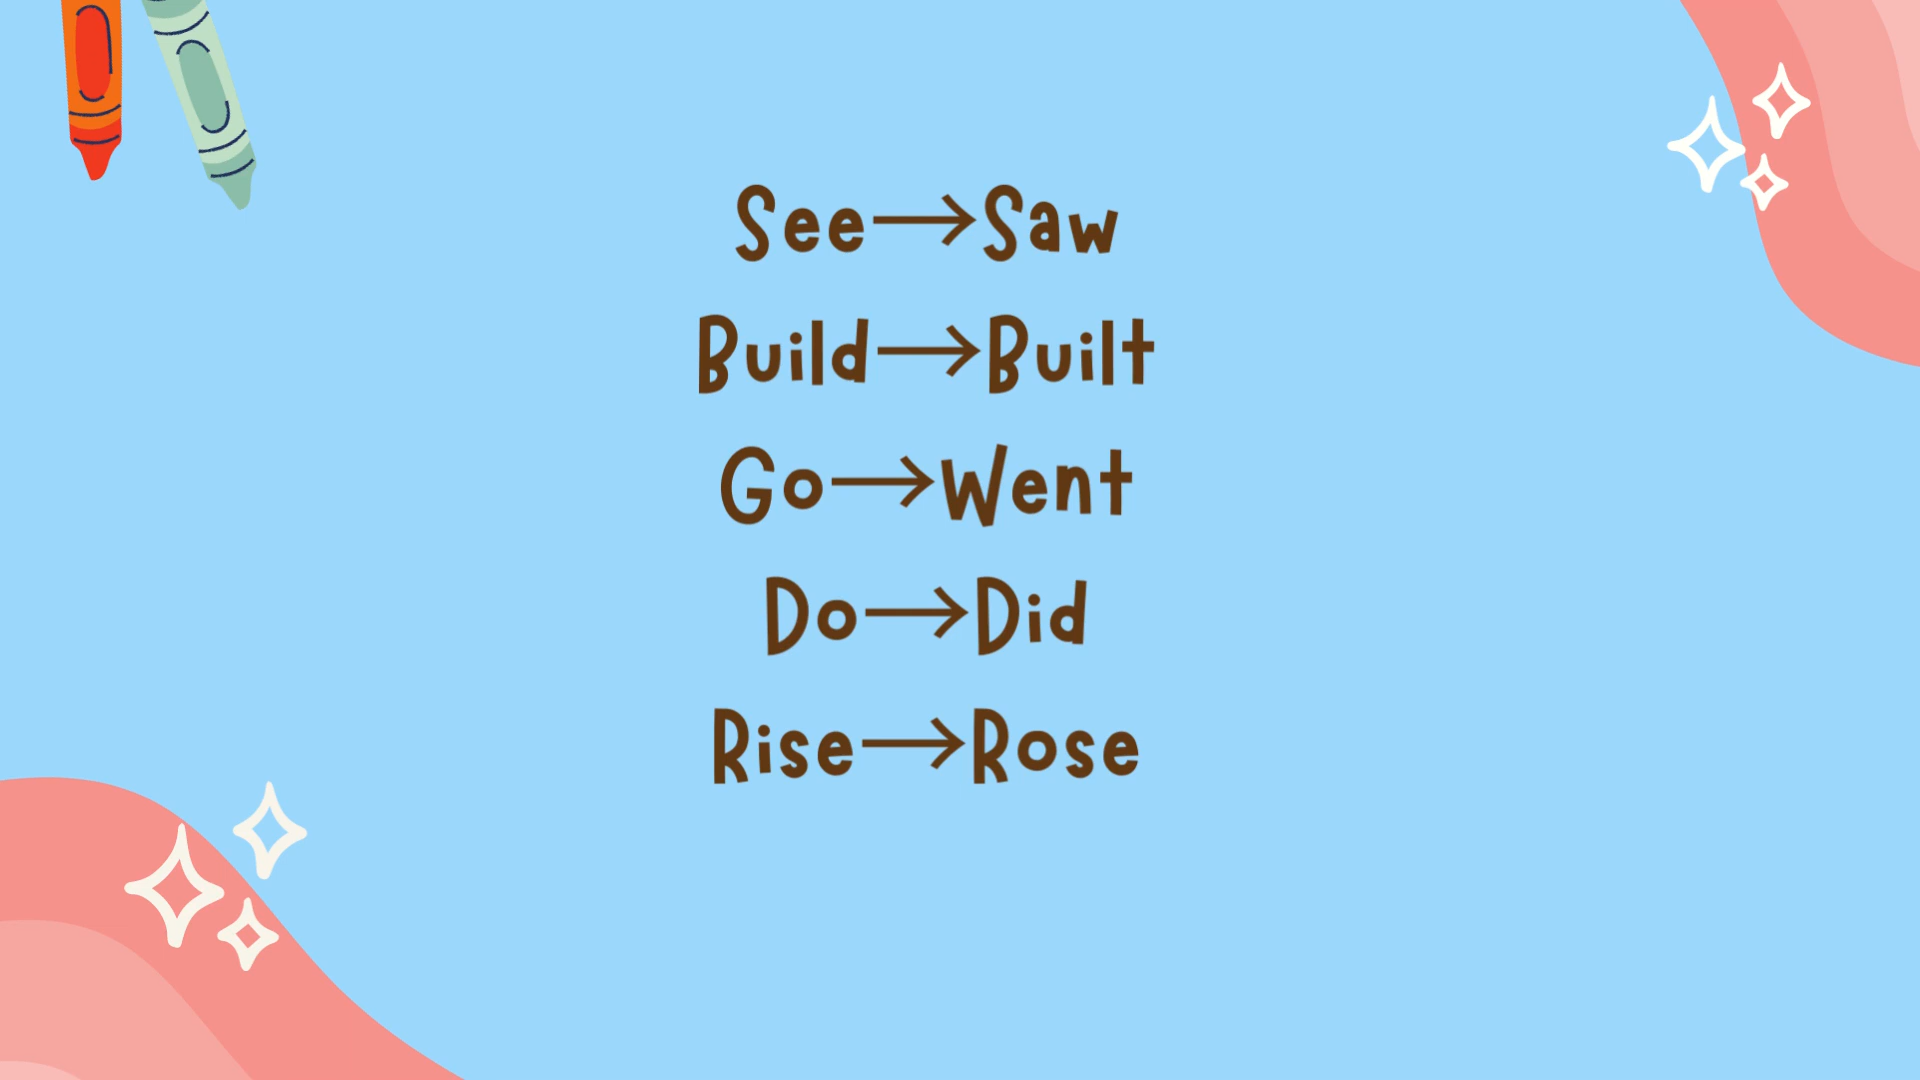 See→Saw
Build→Built
Go→Went
Do→Did
Rise→Rose